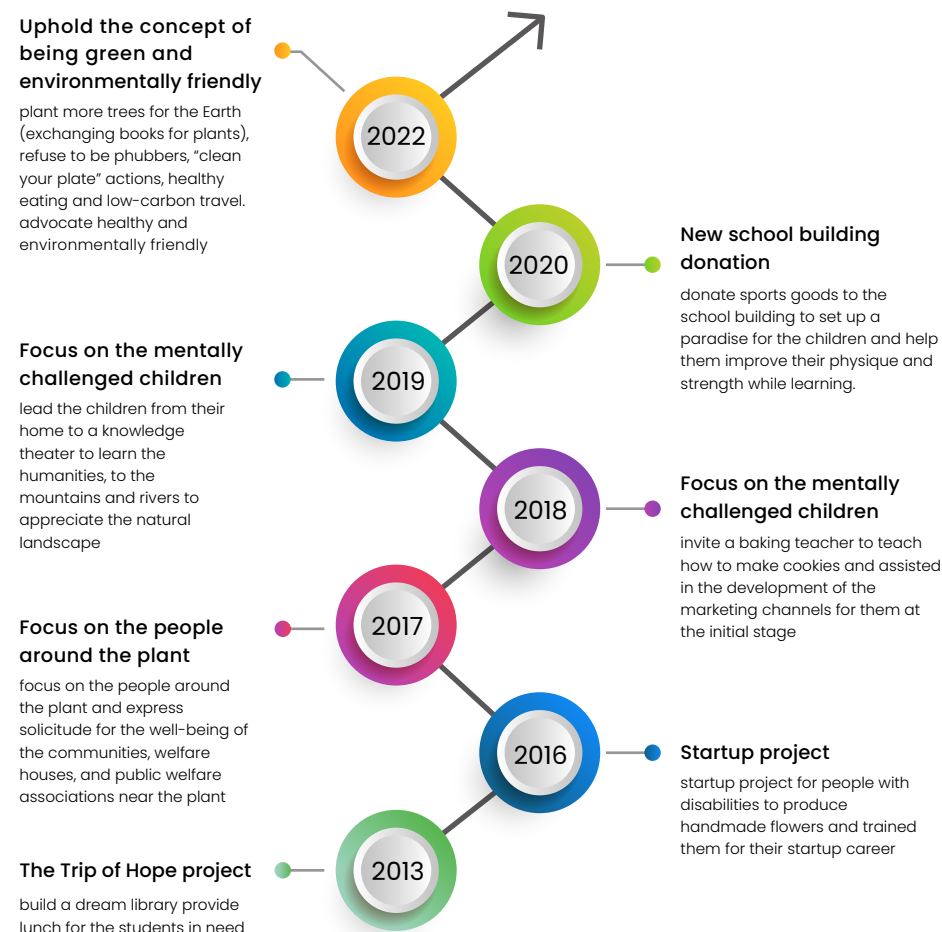 Uphold the concept of
being green and
environmentally friendly
plant more trees for the Earth
(exchanging books for plants),
refuse to be phubbers, “clean
your plate” actions, healthy
eating and low-carbon travel.
advocate healthy and
environmentally friendly
2022
2020
New school building
donation
donate sports goods to the
school building to set up a
paradise for the children and help
them improve their physique and
strength while learning.
Focus on the mentally
challenged children
lead the children from their
home to a knowledge
theater to learn the
humanities, to the
mountains and rivers to
appreciate the natural
landscape
2019
2018
Focus on the mentally
challenged children
invite a baking teacher to teach
how to make cookies and assisted
in the development of the
marketing channels for them at
the initial stage
Focus on the people
around the plant
focus on the people around
the plant and express
solicitude for the well-being of
the communities, welfare
houses, and public welfare
associations near the plant
2017
2016
Startup project
startup project for people with
disabilities to produce
handmade flowers and trained
them for their startup career
The Trip of Hope project
build a dream library provide
lunch for the students in need
2013